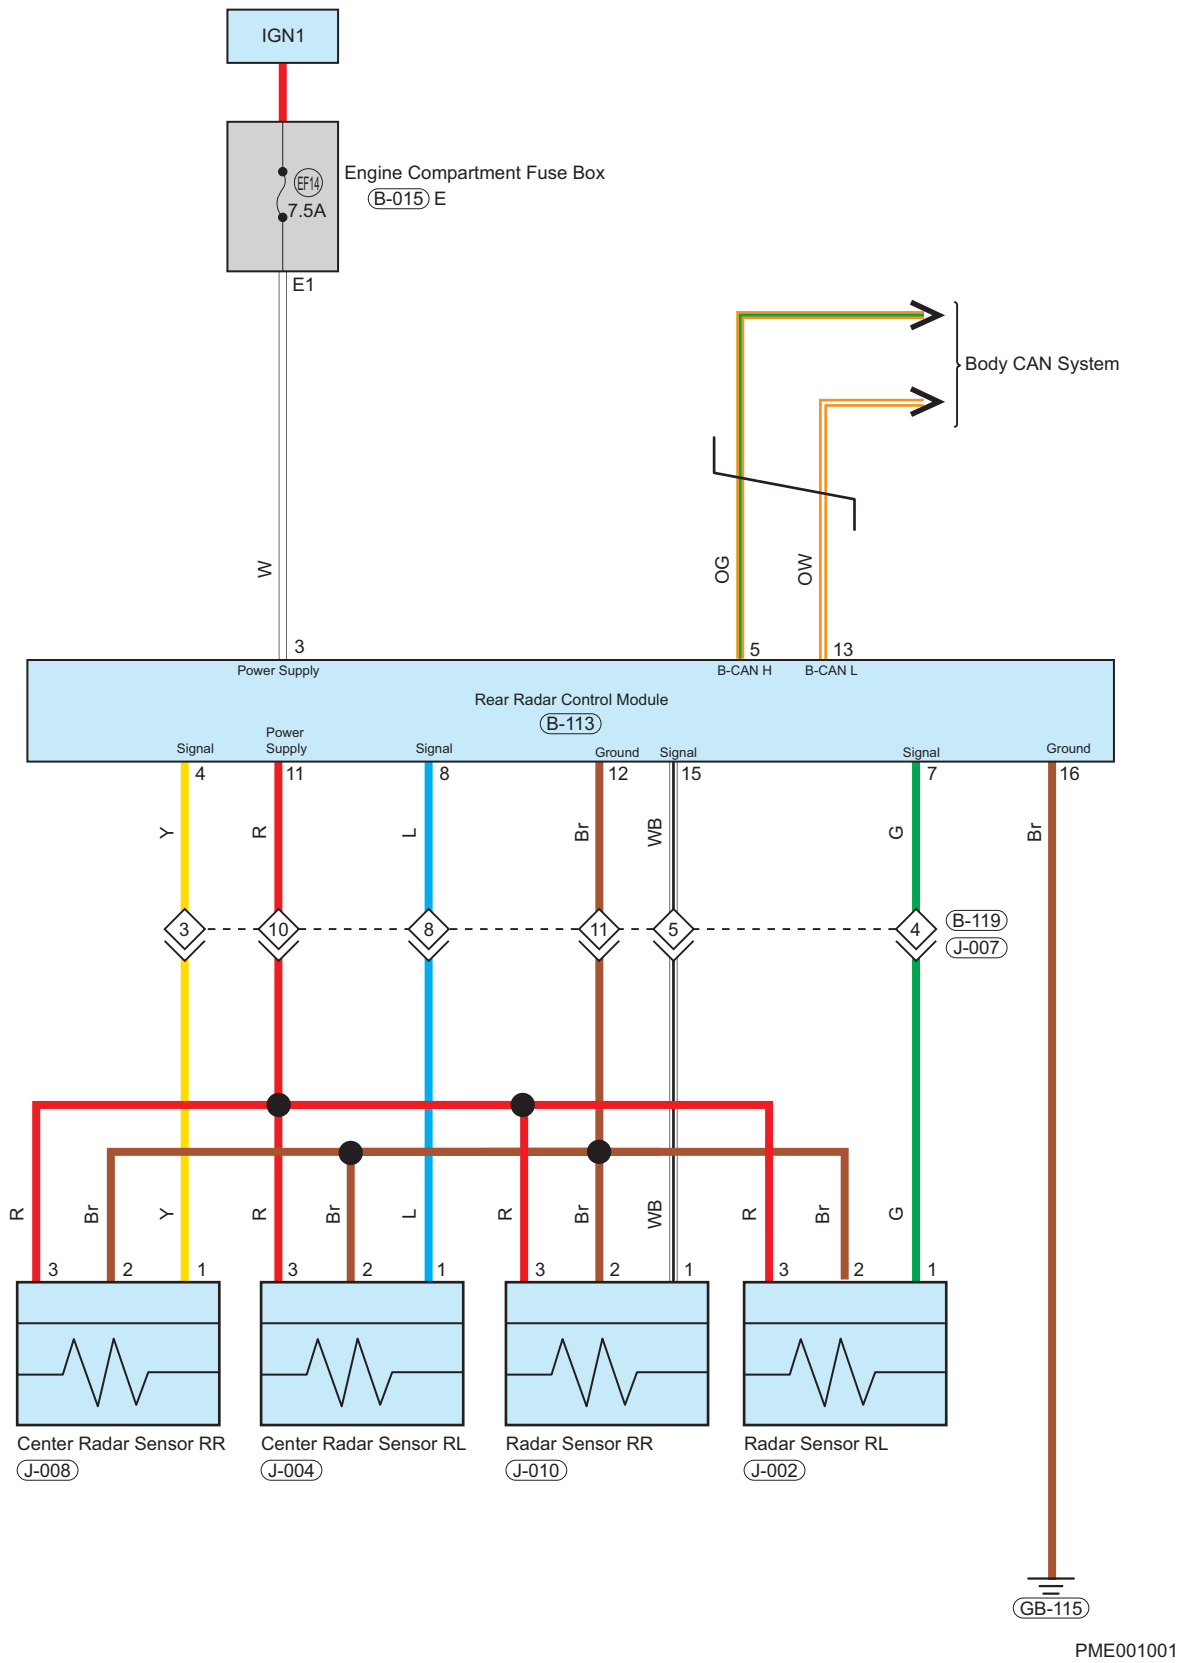 IGN1
EF14
7.5A
Engine Compartment Fuse Box
B-015 E
E1
Body CAN System
W
OG
OW
3
5
13
Power Supply
B-CAN H
B-CAN L
Rear Radar Control Module
B-113
Signal
Power
Supply
Signal
Ground
Signal
Signal
Ground
4
11
8
12
15
7
16
Y
R
L
Br
WB
G
Br
3
10
8
11
5
4
B-119
J-007
R
Br
Y
R
Br
L
R
Br
WB
R
Br
G
3
2
1
3
2
1
3
2
1
3
2
1
Center Radar Sensor RR
J-008
Center Radar Sensor RL
J-004
Radar Sensor RR
J-010
Radar Sensor RL
J-002
GB-115
PME001001